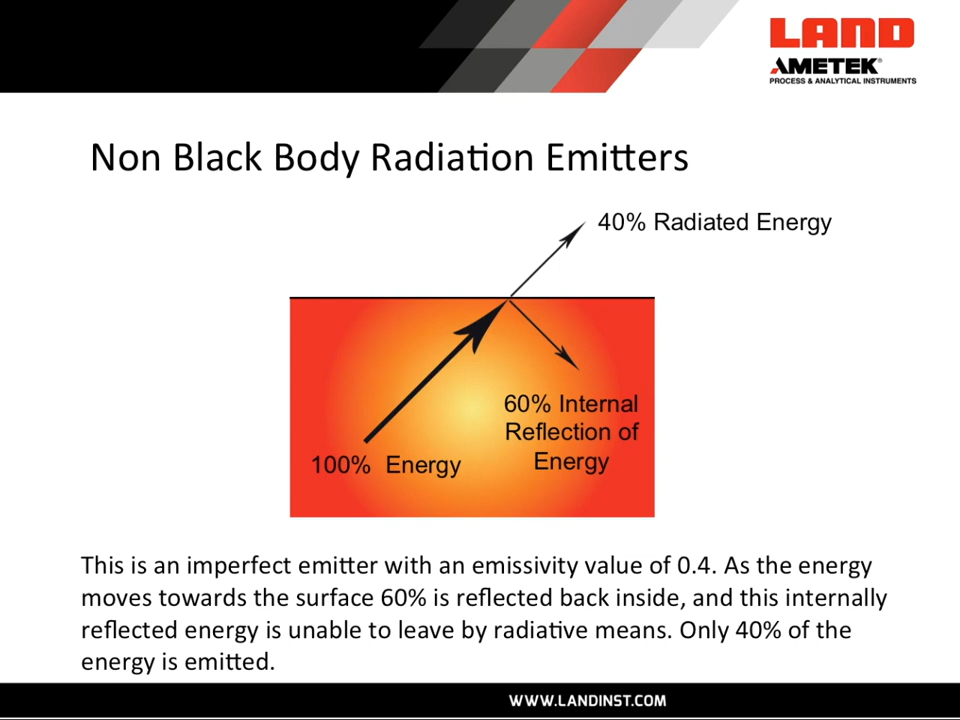 LAND
AMETEK®
PROCESS & ANALYTICAL INSTRUMENTS
Non Black Body Radiation Emitters
40% Radiated Energy
60% Internal
Reflection of
Energy
100% Energy
This is an imperfect emitter with an emissivity value of 0.4. As the energy
moves towards the surface 60% is reflected back inside, and this internally
reflected energy is unable to leave by radiative means. Only 40% of the
energy is emitted.
WWW.LANDINST.COM